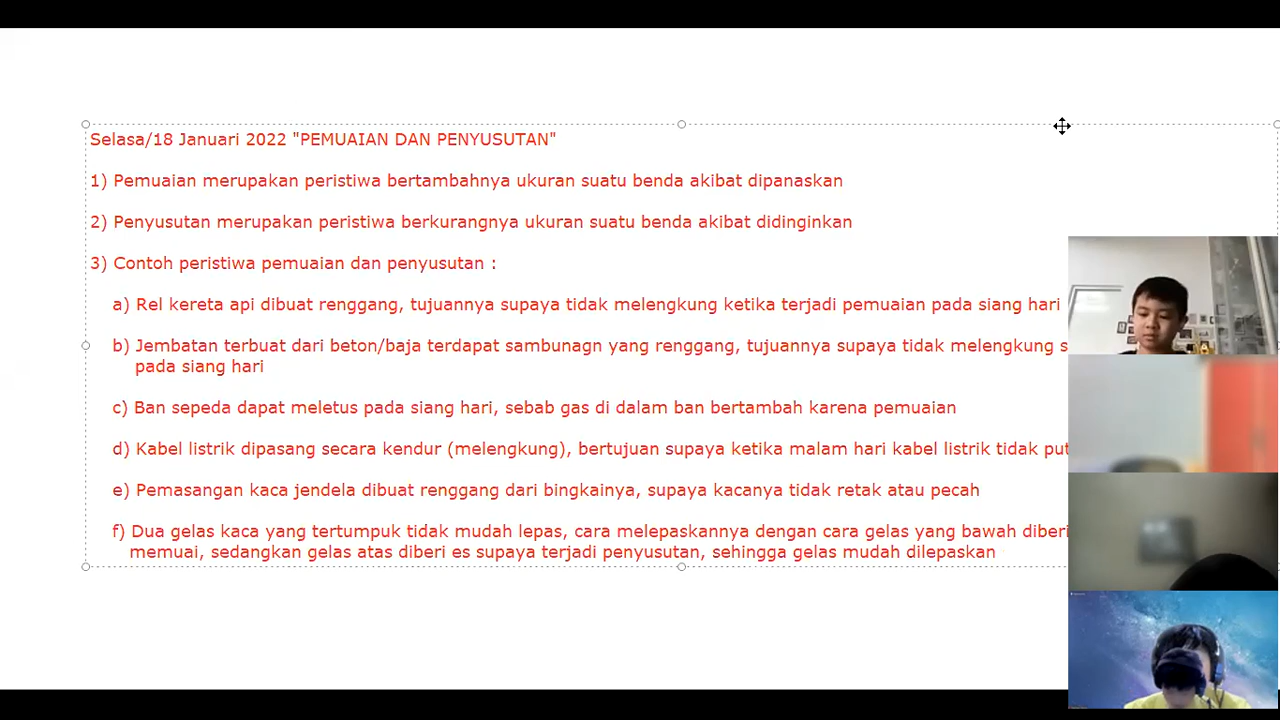 Selasa/18 Januari 2022 "PEMUAIAN DAN PENYUSUTAN"
1) Pemuaian merupakan peristiwa bertambahnya ukuran suatu benda akibat dipanaskan
2) Penyusutan merupakan peristiwa berkurangnya ukuran suatu benda akibat didinginkan
3) Contoh peristiwa pemuaian dan penyusutan :
a) Rel kereta api dibuat renggang, tujuannya supaya tidak melengkung ketika terjadi pemuaian pada siang hari
b) Jembatan terbuat dari beton/baja terdapat sambunagn yang renggang, tujuannya supaya tidak melengkung
pada siang hari
c) Ban sepeda dapat meletus pada siang hari, sebab gas di dalam ban bertambah karena pemuaian
d) Kabel listrik dipasang secara kendur (melengkung), bertujuan supaya ketika malam hari kabel listrik tidak
e) Pemasangan kaca jendela dibuat renggang dari bingkainya, supaya kacanya tidak retak atau pecah
f) Dua gelas kaca yang tertumpuk tidak mudah lepas, cara melepaskannya dengan cara gelas yang bawah diberi
memuai, sedangkan gelas atas diberi es supaya terjadi penyusutan, sehingga gelas mudah dilepaskan